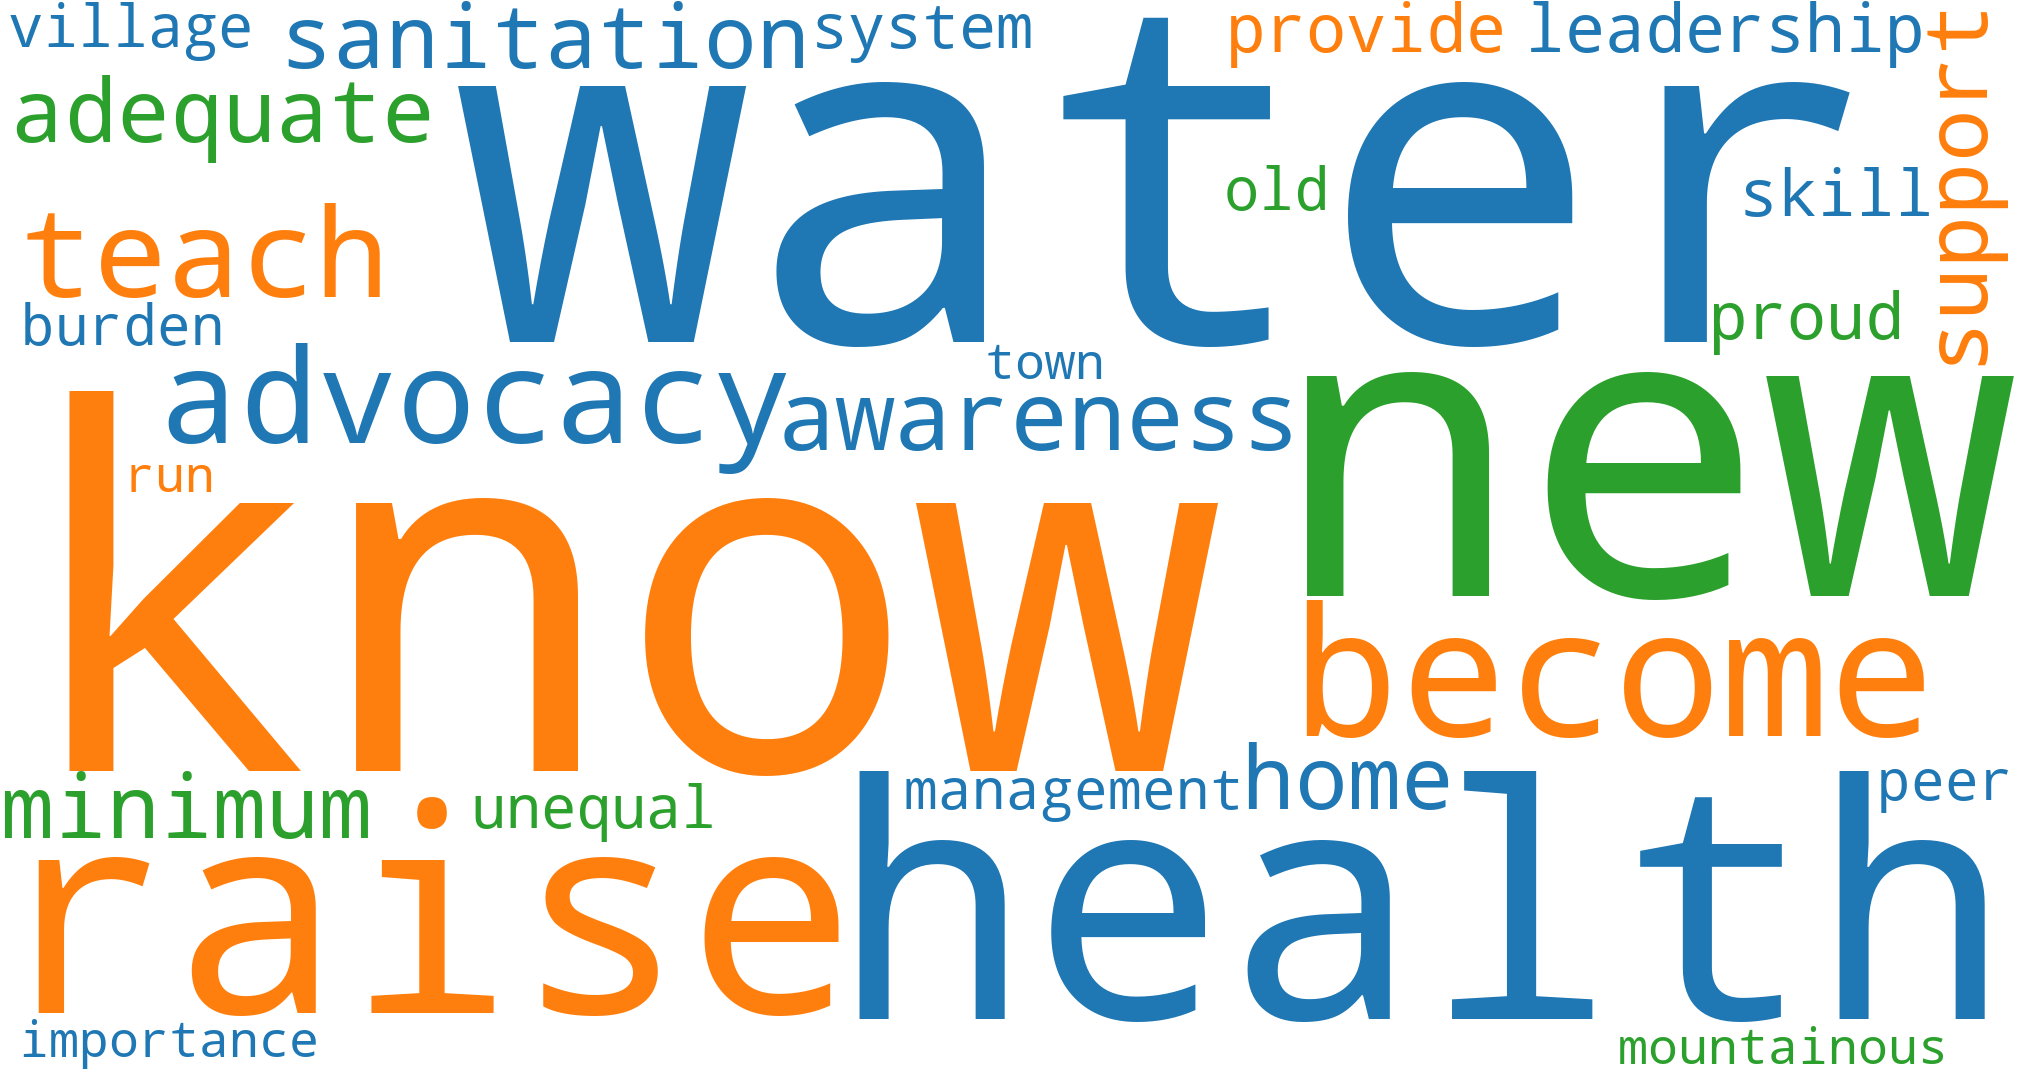 village sanitation system provide leadership
support
adequate
water
old skill
teach
proud
burden
advocacy awareness
town
new
know
run
become
home
management
peer
minimum
unequal
raise
health
importance
mountainous